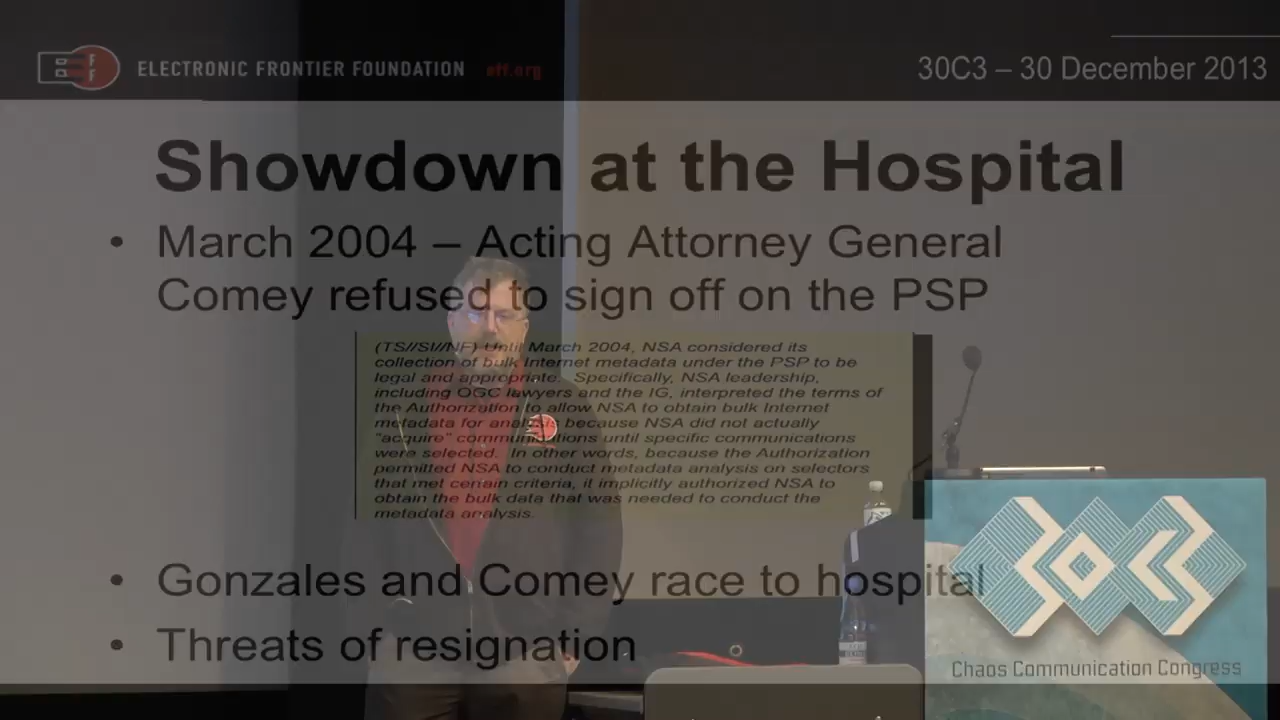 ELECTRONIC FRONTIER FOUNDATION eff.org
30C3 – 30 December 2013
Showdown at the Hospital
• March 2004 – Acting Attorney General
Comey refused to sign off on the PSP
(TS//SI//NF) Until March 2004, NSA considered its
collection of bulk Internet metadata under the PSP to be
legal and appropriate. Specifically, NSA leadership,
including OGC lawyers and the IG, interpreted the terms of
the Authorization to allow NSA to obtain bulk Internet
metadata for analysis because NSA did not actually
"acquire" communications until specific communications
were selected. In other words, because the Authorization
permitted NSA to conduct metadata analysis on selectors
that met certain criteria, it implicitly authorized NSA to
obtain the bulk data that was needed to conduct the
metadata analysis.
• Gonzales and Comey race to hospital
• Threats of resignation
30C3
Chaos Communication Congress